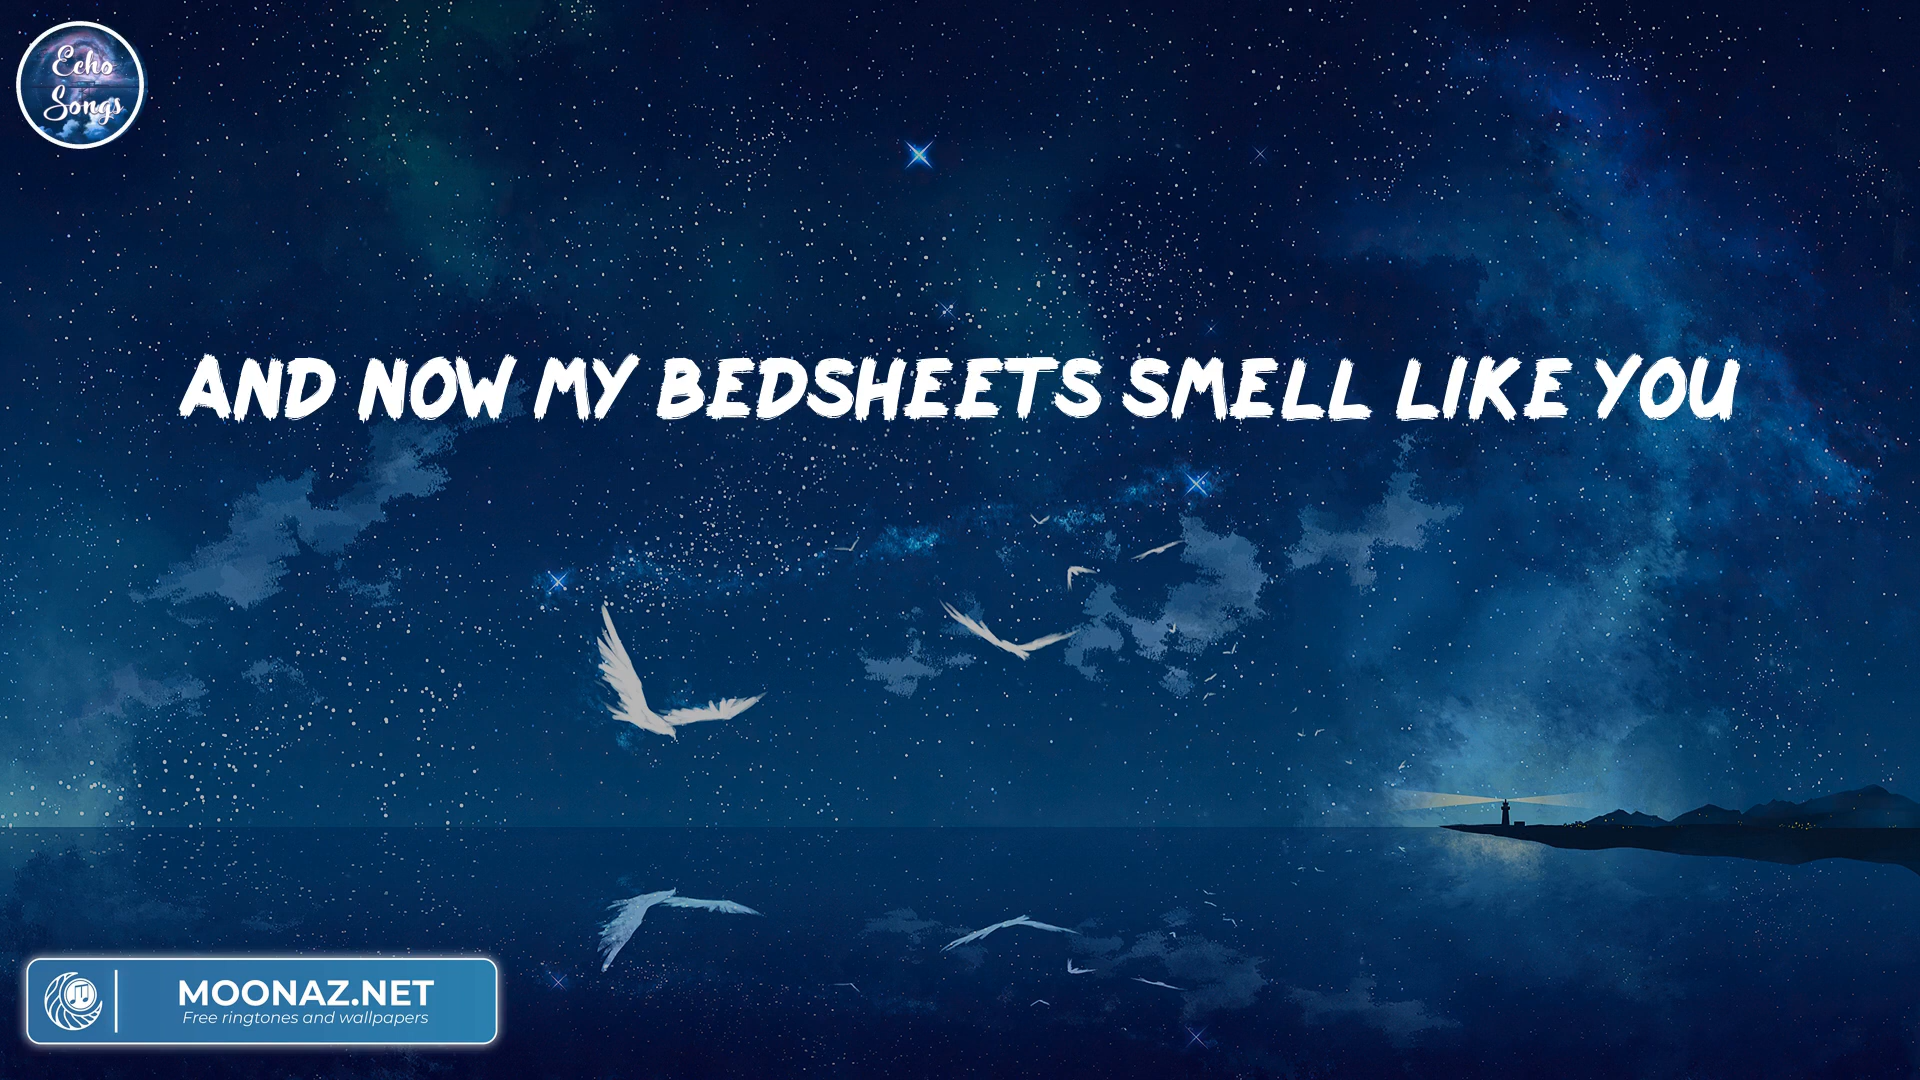 Echo
Songs
AND NOW MY BEDSHEETS SMELL LIKE YOU
MOONAZ.NET
Free ringtones and wallpapers